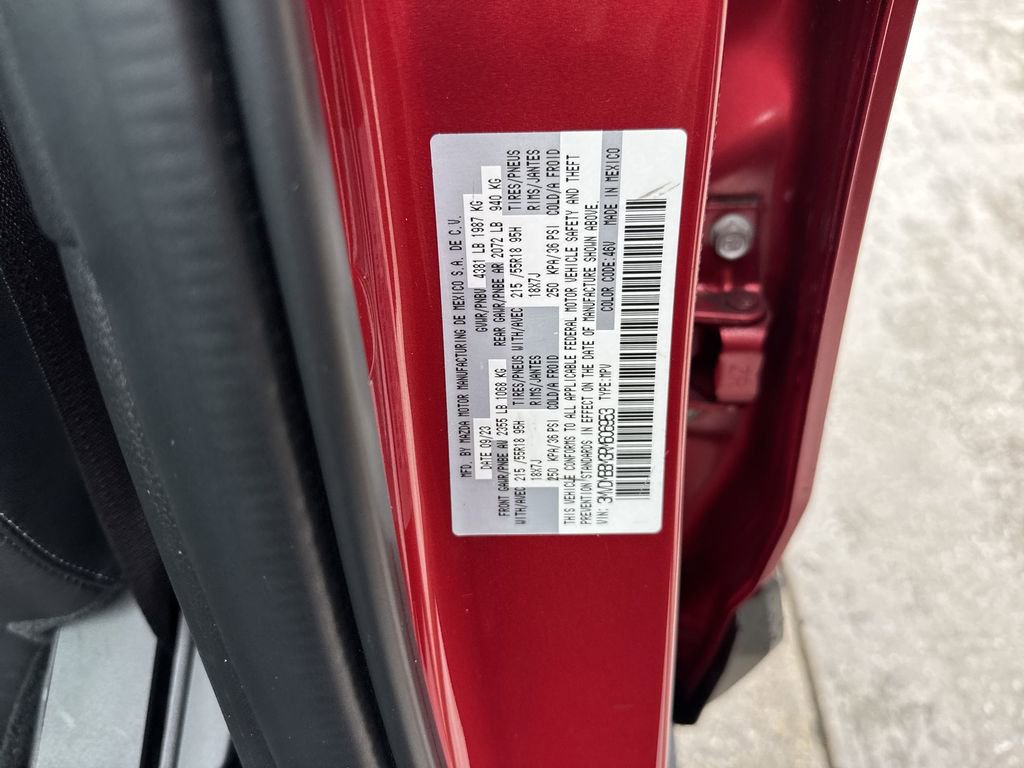 MFD. BY MAZDA MOTOR MANUFACTURING DE MEXICO S.A. DE C.V.
DATE 09/23 GVWR/PNBV 4381 LB 1987 KG
FRONT GAWR/PNBE AV 2355 LB 1068 KG REAR GAWR/PNBE AR 2072 LB 940 KG
WITH/AVEC 215 /55R18 95H TIRES/PNEUS WITH/AVEC 215 /55R18 95H TIRES/PNEUS
18X7J RIMS/JANTES 18X7J RIMS/JANTES
250 KPA/36 PSI COLD/A FROID 250 KPA/36 PSI COLD/A FROID
THIS VEHICLE CONFORMS TO ALL APPLICABLE FEDERAL MOTOR VEHICLE SAFETY AND THEFT
PREVENTION STANDARDS IN EFFECT ON THE DATE OF MANUFACTURE SHOWN ABOVE.
VIN: TYPE:MPV COLOR CODE:46V MADE IN MEXICO